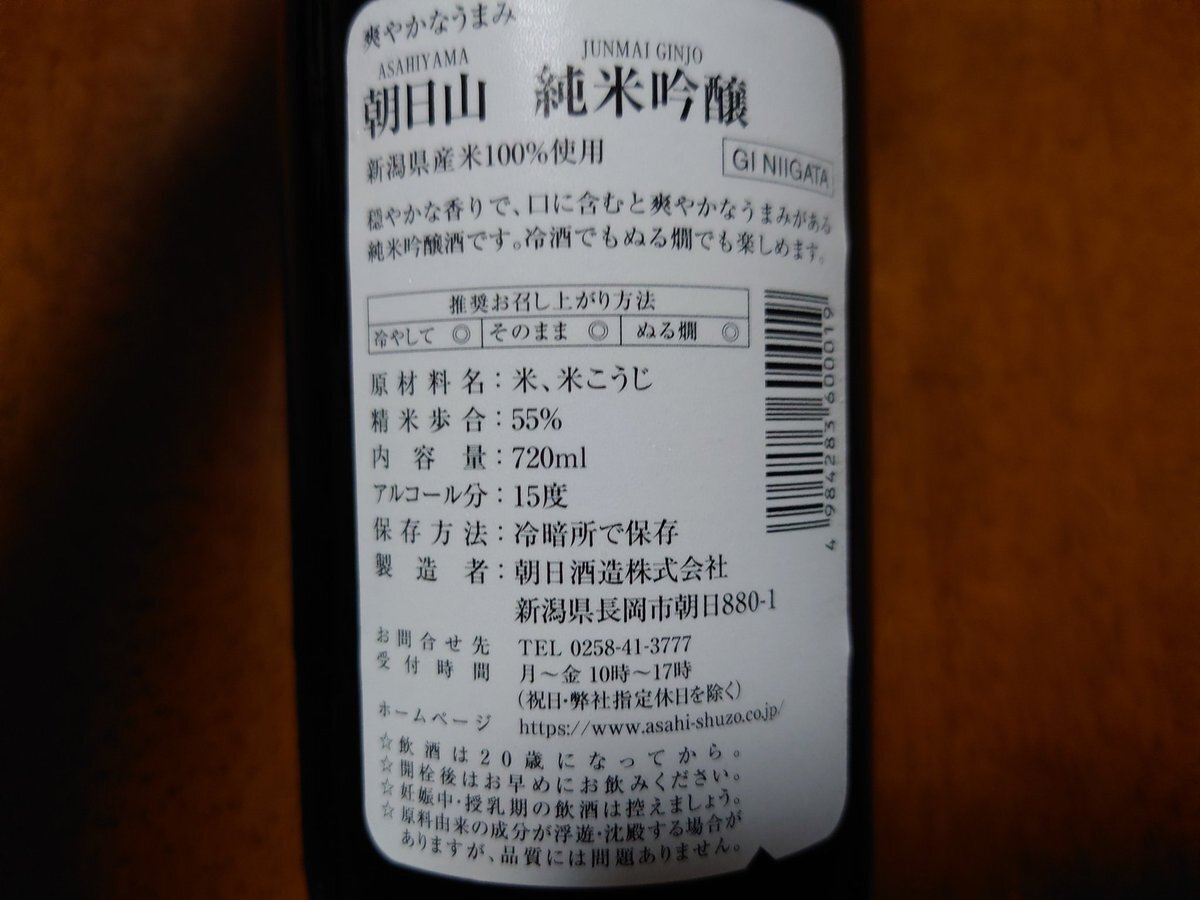 爽やかなうまみ
ASAHIYAMA JUNMAI GINJO
朝日山 純米吟醸
新潟県産米100%使用
GI NIIGATA
穏やかな香りで、口に含むと爽やかなうまみがある
純米吟醸酒です。冷酒でもぬる燗でも楽しめます。
推奨お召し上がり方法
冷やして ◎ そのまま ◎ ぬる燗 ◎
原材料名：米、米こうじ
精米歩合：55%
内容量：720ml
アルコール分：15度
保存方法：冷暗所で保存
製造者：朝日酒造株式会社
新潟県長岡市朝日880-1
お問合せ先 TEL 0258-41-3777
受付時間 月～金 10時～17時
（祝日・弊社指定休日を除く）
ホームページ https://www.asahi-shuzo.co.jp/
☆飲酒は20歳になってから。
☆開栓後はお早めにお飲みください。
☆妊娠中・授乳期の飲酒は控えましょう。
☆原料由来の成分が浮遊・沈殿する場合が
ありますが、品質には問題ありません。
4 984283 600019